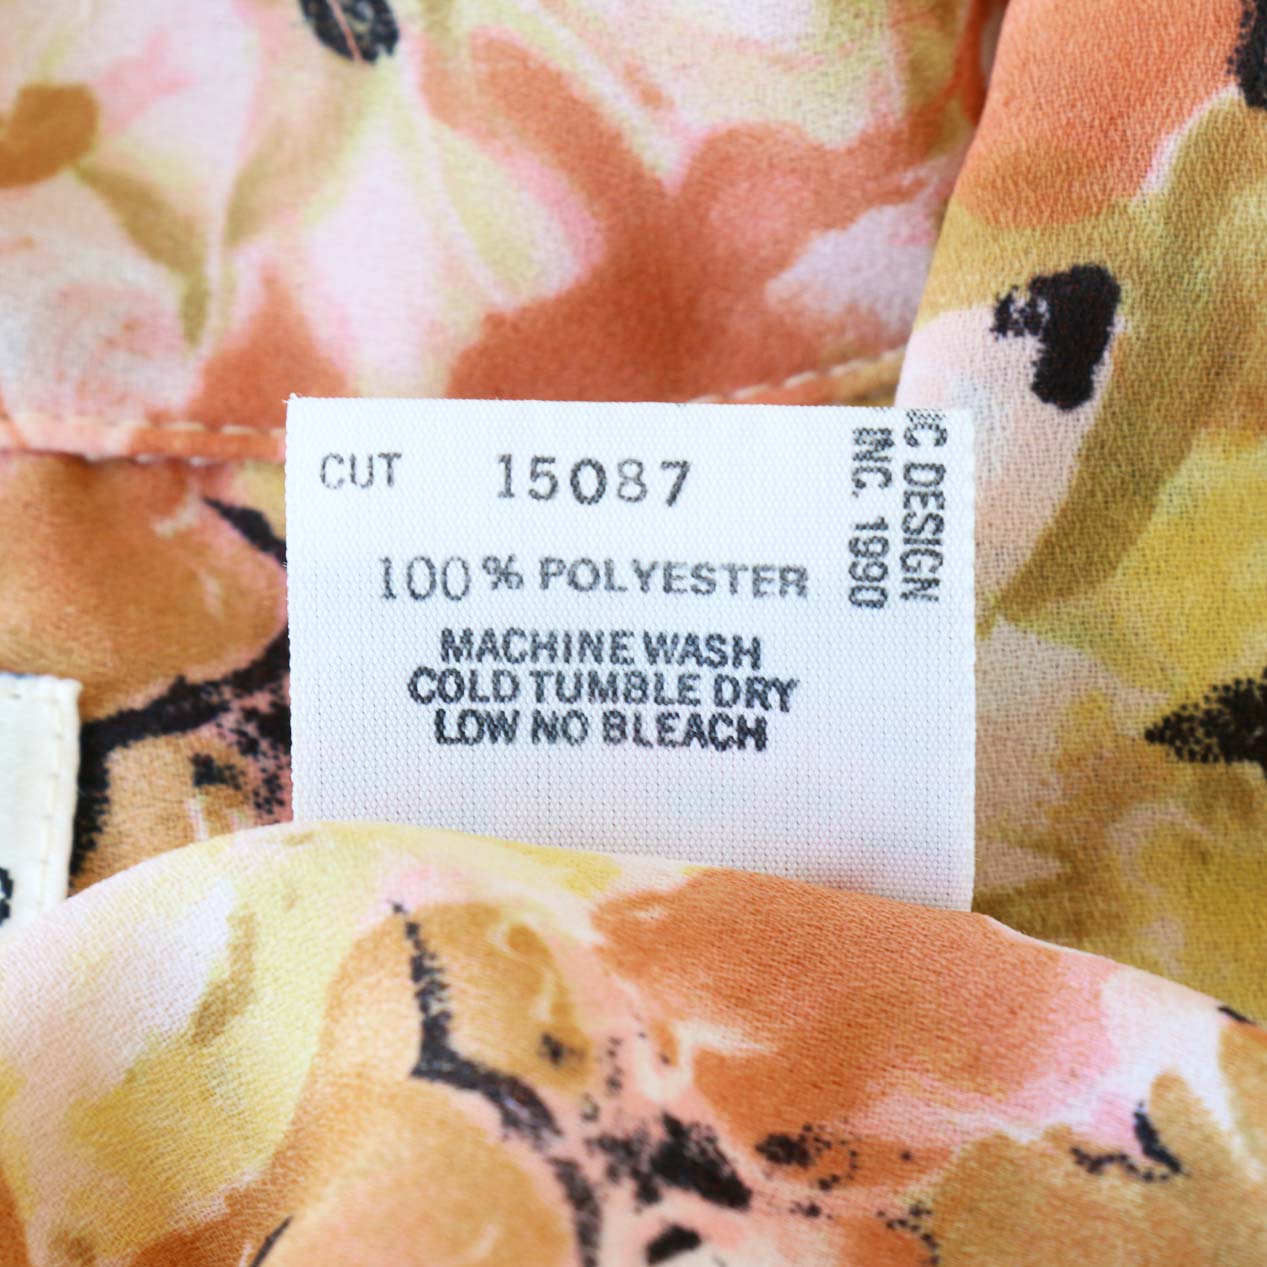 CUT 15087
100% POLYESTER
MACHINE WASH
COLD TUMBLE DRY
LOW NO BLEACH
DESIGN
INC. 1990